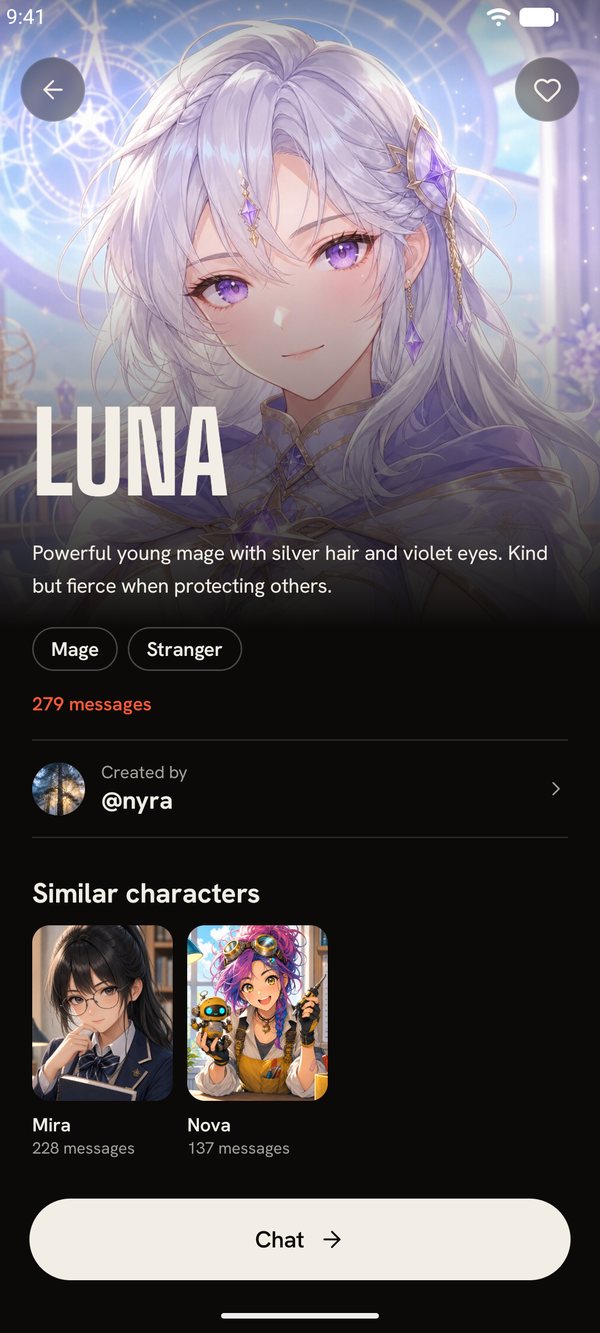 9:41
LUNA
Powerful young mage with silver hair and violet eyes. Kind
but fierce when protecting others.
Mage
Stranger
279 messages
Created by
@nyra
Similar characters
Mira
228 messages
Nova
137 messages
Chat